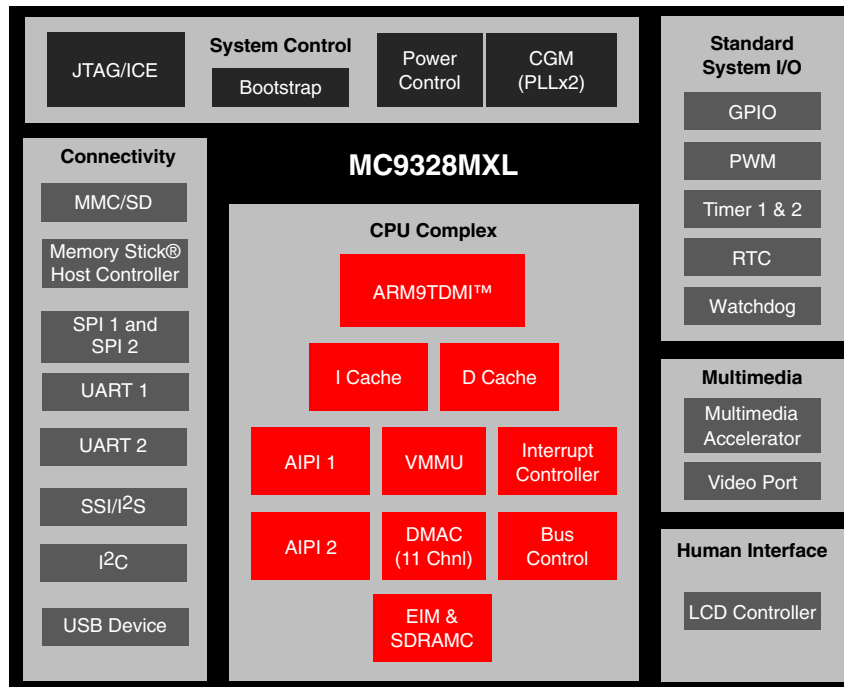 System Control
JTAG/ICE
Bootstrap
Power
Control
CGM
(PLLx2)
Standard
System I/O
GPIO
PWM
Timer 1 & 2
RTC
Watchdog
Connectivity
MMC/SD
Memory Stick®
Host Controller
SPI 1 and
SPI 2
UART 1
UART 2
SSI/I2S
I2C
USB Device
MC9328MXL
CPU Complex
ARM9TDMI™
I Cache
D Cache
AIPI 1
VMMU
Interrupt
Controller
AIPI 2
DMAC
(11 Chnl)
Bus
Control
EIM &
SDRAMC
Multimedia
Multimedia
Accelerator
Video Port
Human Interface
LCD Controller